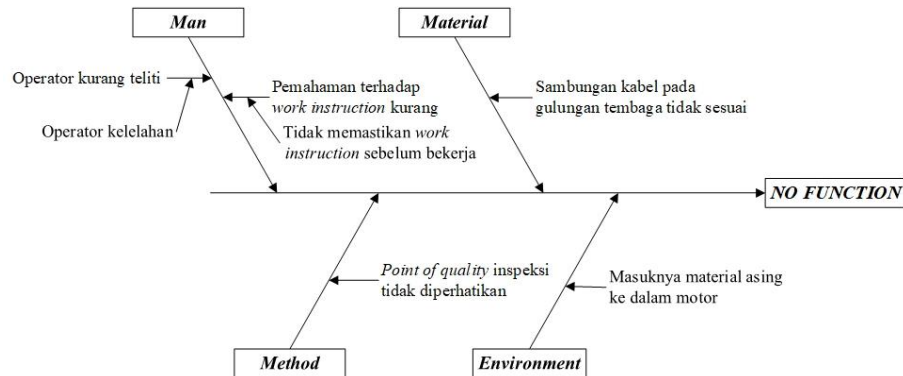 Man
Material
Operator kurang teliti
Pemahaman terhadap
work instruction kurang
Sambungan kabel pada
gulungan tembaga tidak sesuai
Operator kelelahan
Tidak memastikan work
instruction sebelum bekerja
NO FUNCTION
Point of quality inspeksi
tidak diperhatikan
Masuknya material asing
ke dalam motor
Method
Environment